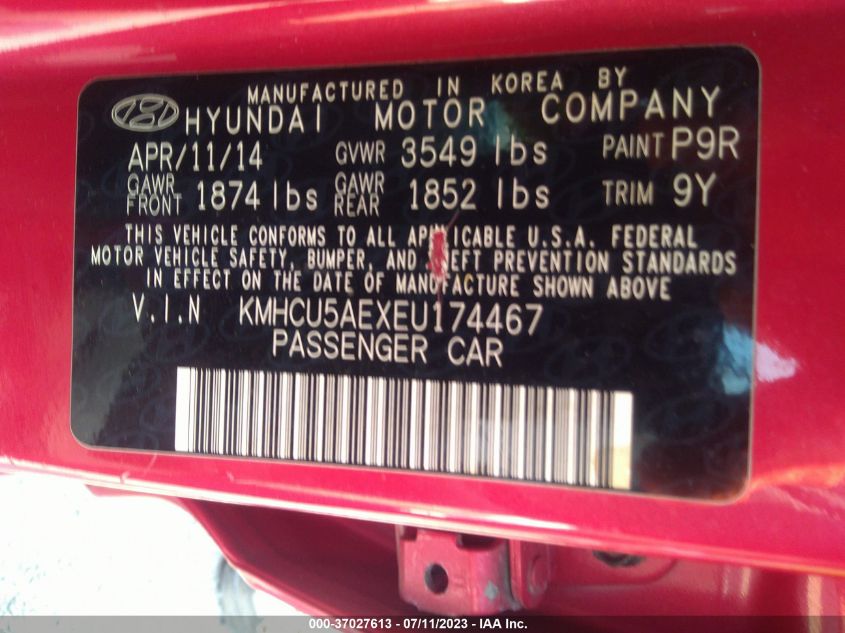 MANUFACTURED IN KOREA BY
HYUNDAI MOTOR COMPANY
APR/11/14 GVWR 3549 lbs PAINT P9R
GAWR FRONT 1874 lbs GAWR REAR 1852 lbs TRIM 9Y
THIS VEHICLE CONFORMS TO ALL APPLICABLE U.S.A. FEDERAL
MOTOR VEHICLE SAFETY, BUMPER, AND THEFT PREVENTION STANDARDS
IN EFFECT ON THE DATE OF MANUFACTURE SHOWN ABOVE
V.I.N KMHCU5AEXEU174467
PASSENGER CAR
000-37027613 - 07/11/2023 - IAA Inc.